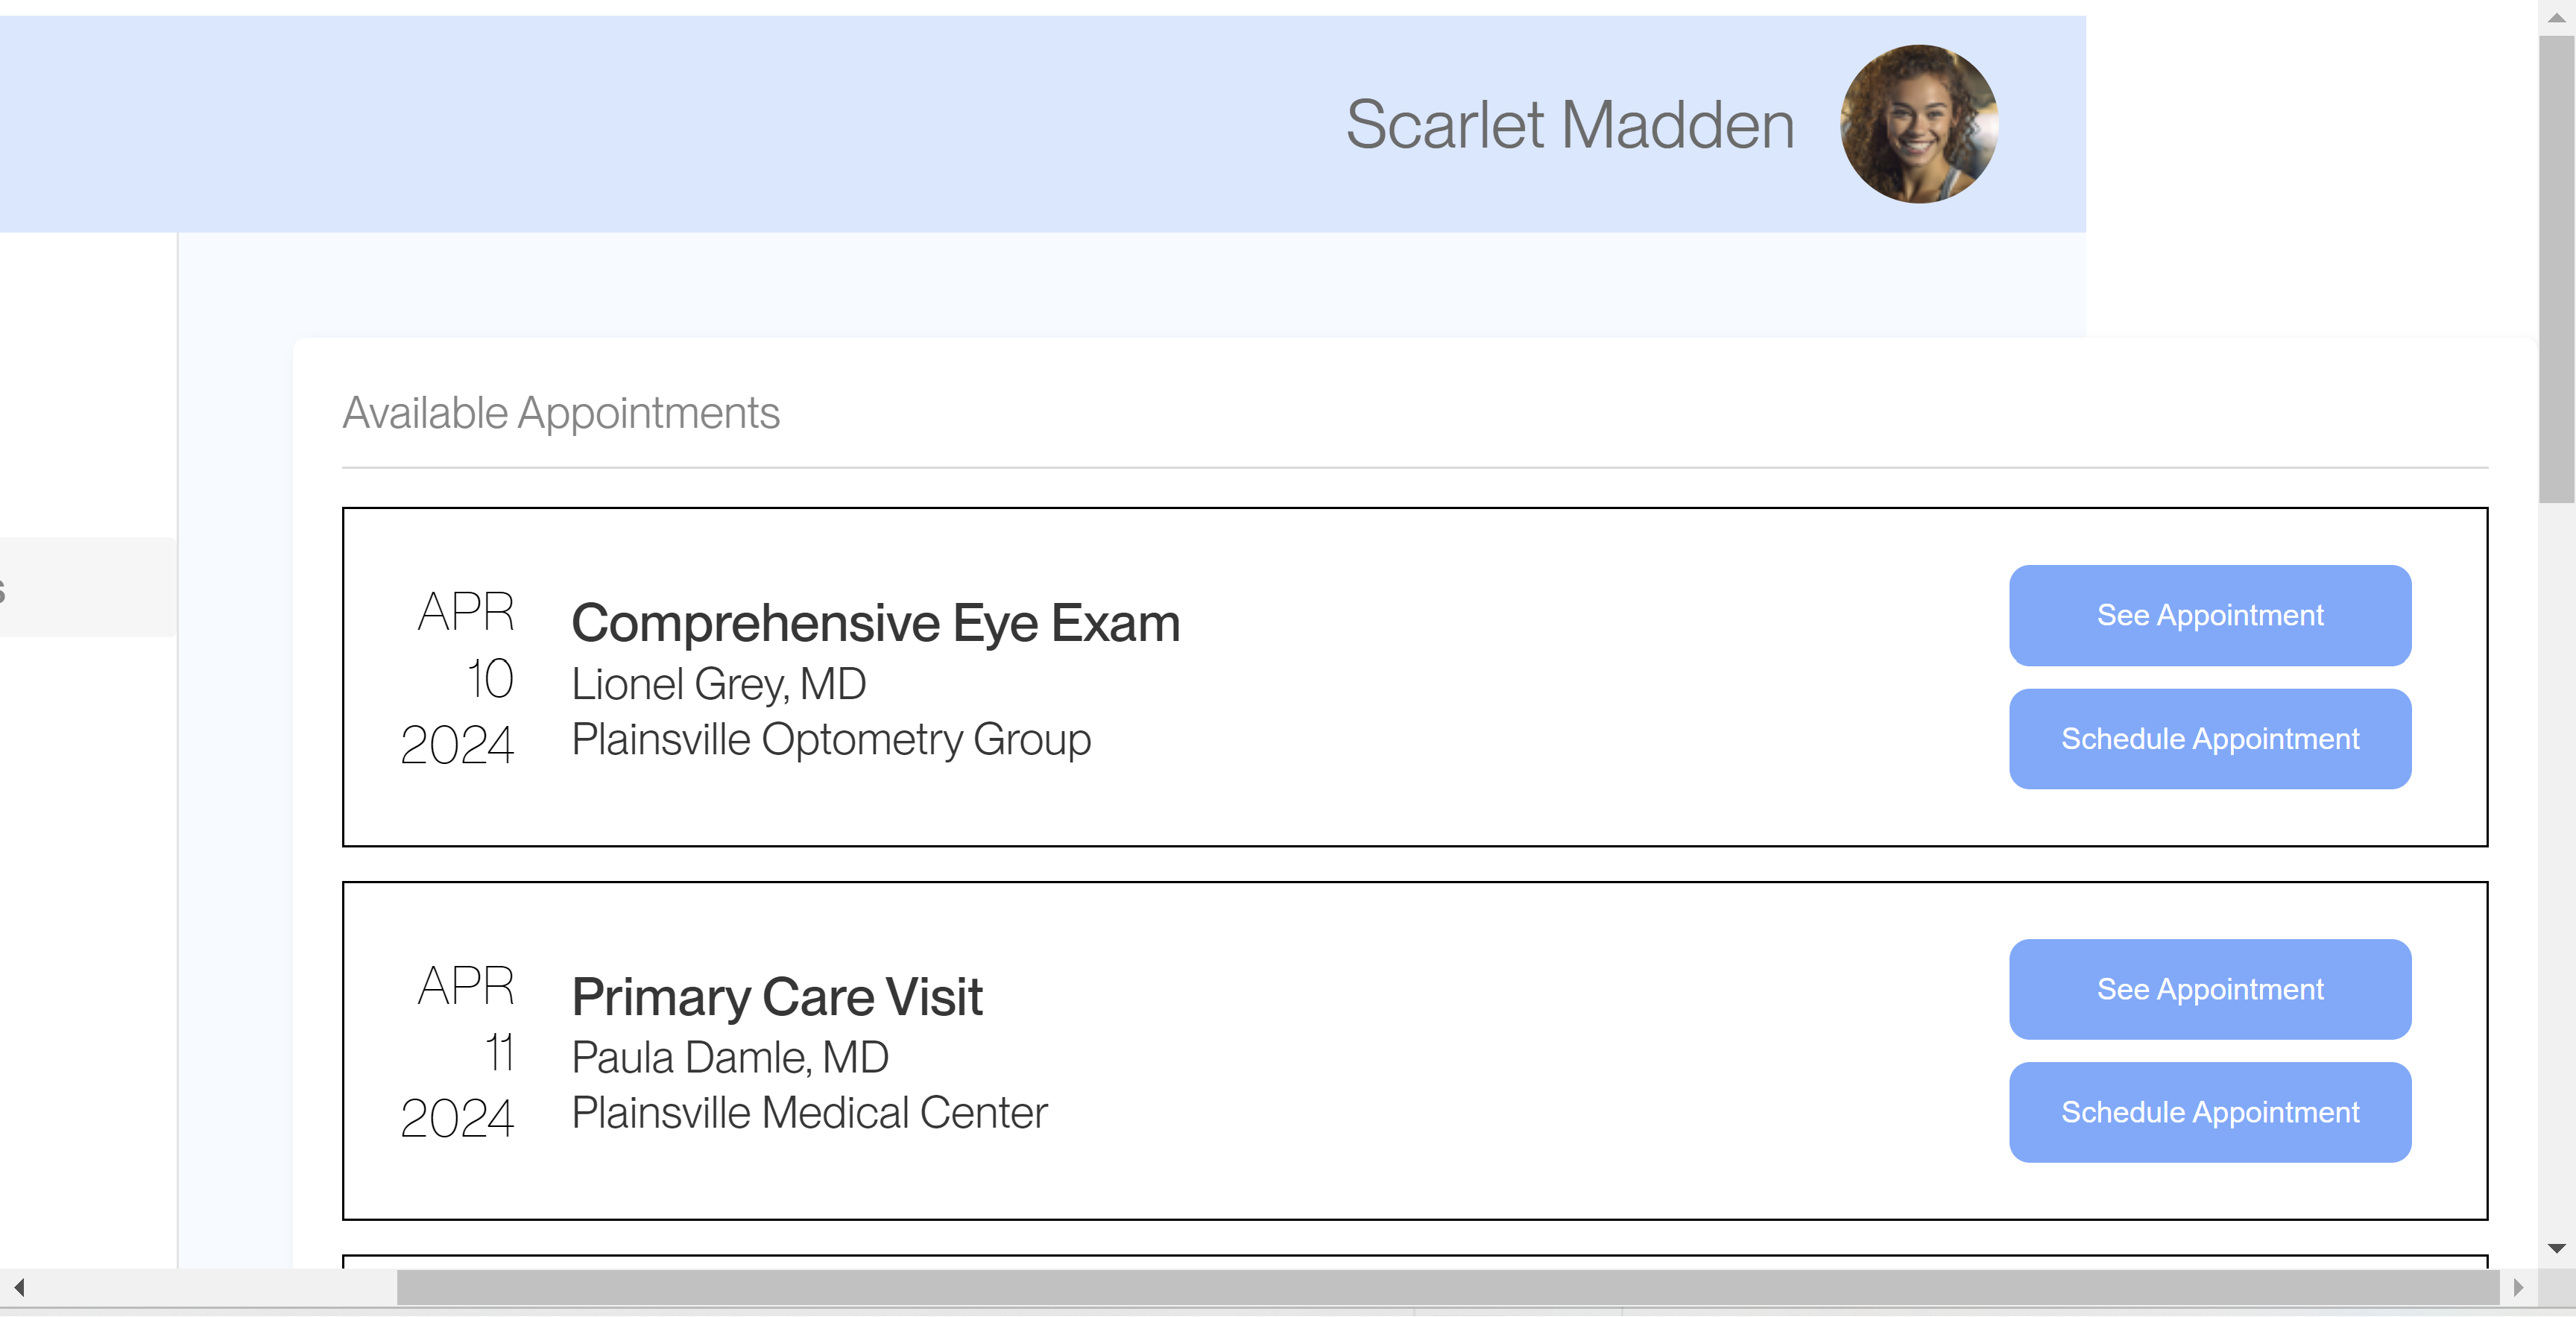 Scarlet Madden
Available Appointments
APR
10
2024
Comprehensive Eye Exam
Lionel Grey, MD
Plainsville Optometry Group
See Appointment
Schedule Appointment
APR
11
2024
Primary Care Visit
Paula Damle, MD
Plainsville Medical Center
See Appointment
Schedule Appointment